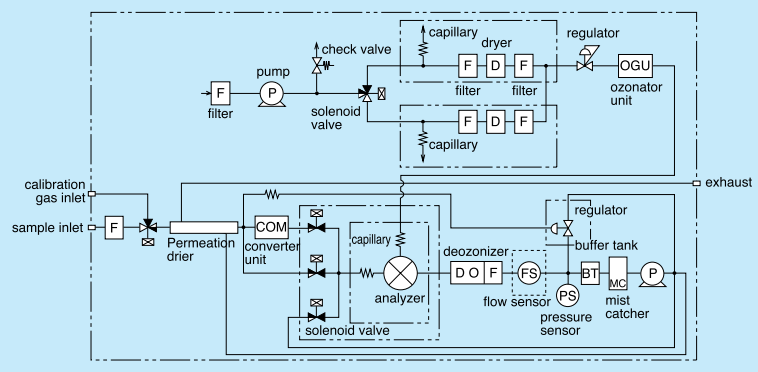 capillary
regulator
check valve
dryer
pump
F
D
F
OGU
F
P
filter
filter
ozonator
unit
filter
solenoid
valve
F
D
F
capillary
calibration
gas inlet
exhaust
sample inlet
F
COM
regulator
Permeation
drier
converter
unit
capillary
deozonizer
buffer tank
D O F
FS
BT
MC
P
analyzer
flow sensor
PS
mist
catcher
pressure
sensor
solenoid valve